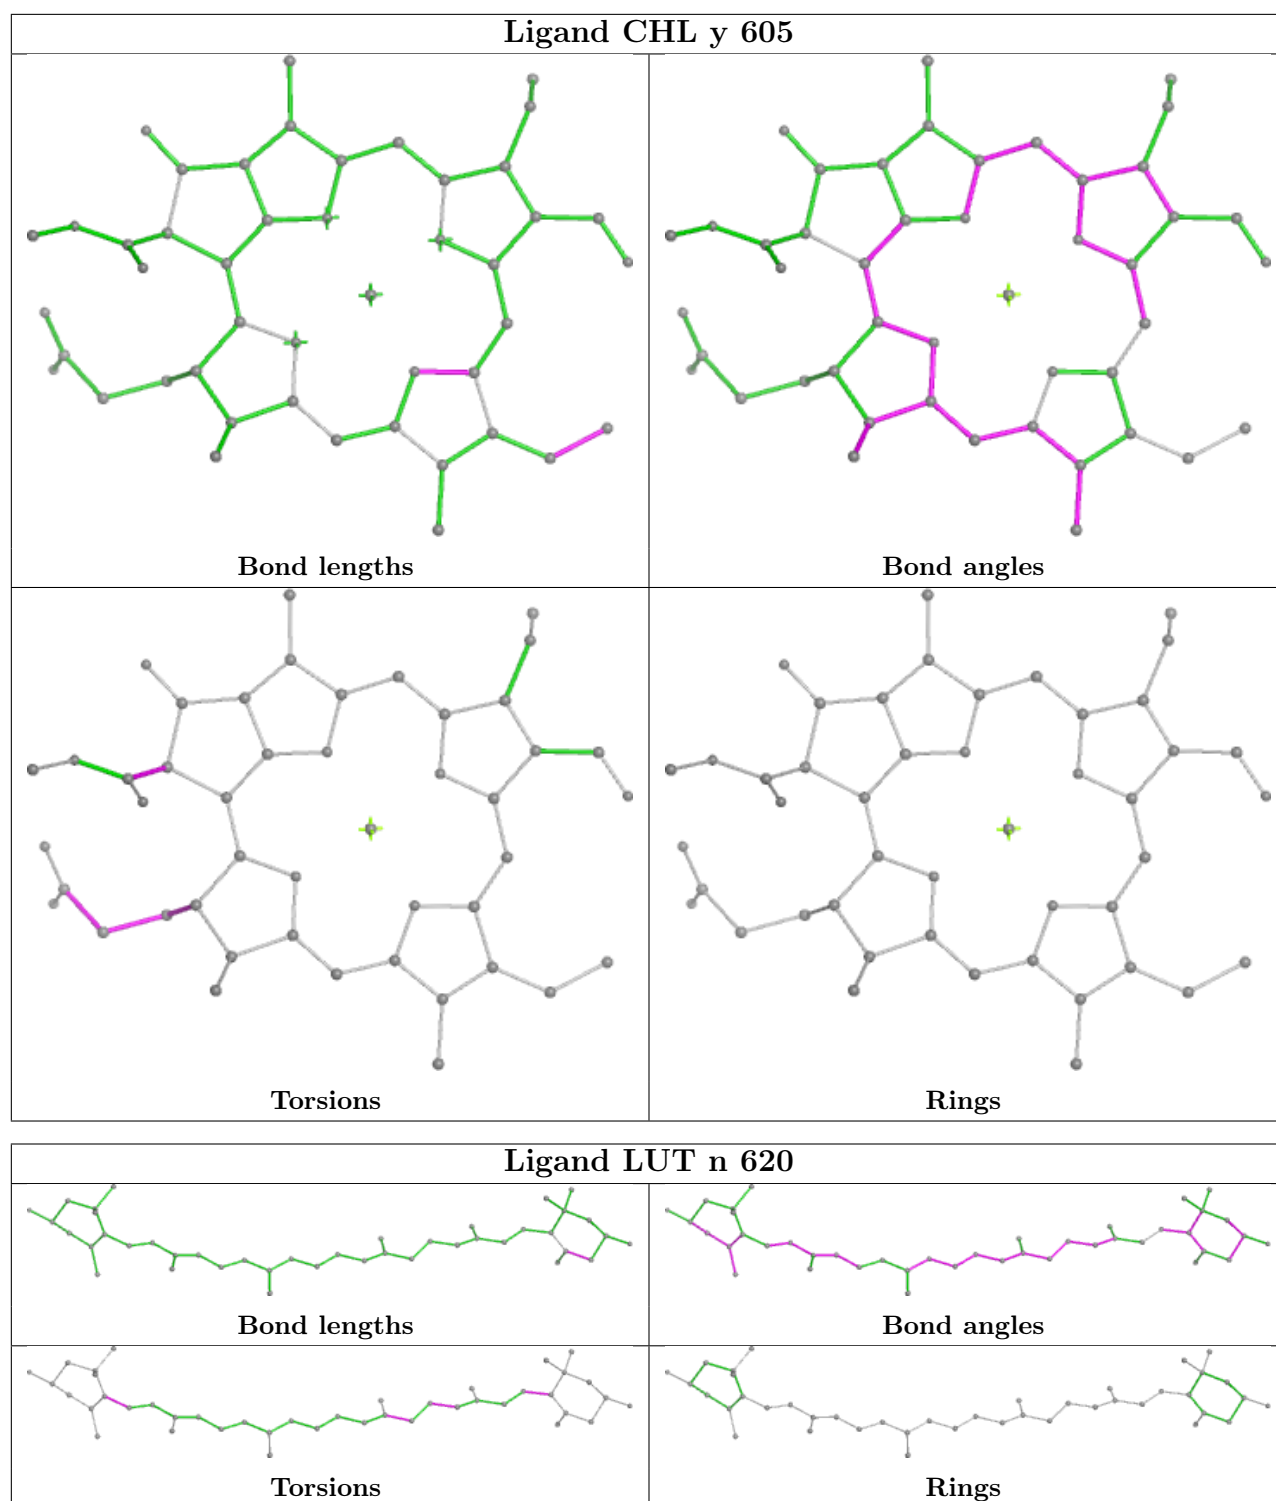 Ligand CHL y 605
Bond lengths
Bond angles
Torsions
Rings
Ligand LUT n 620
Bond lengths
Bond angles
Torsions
Rings